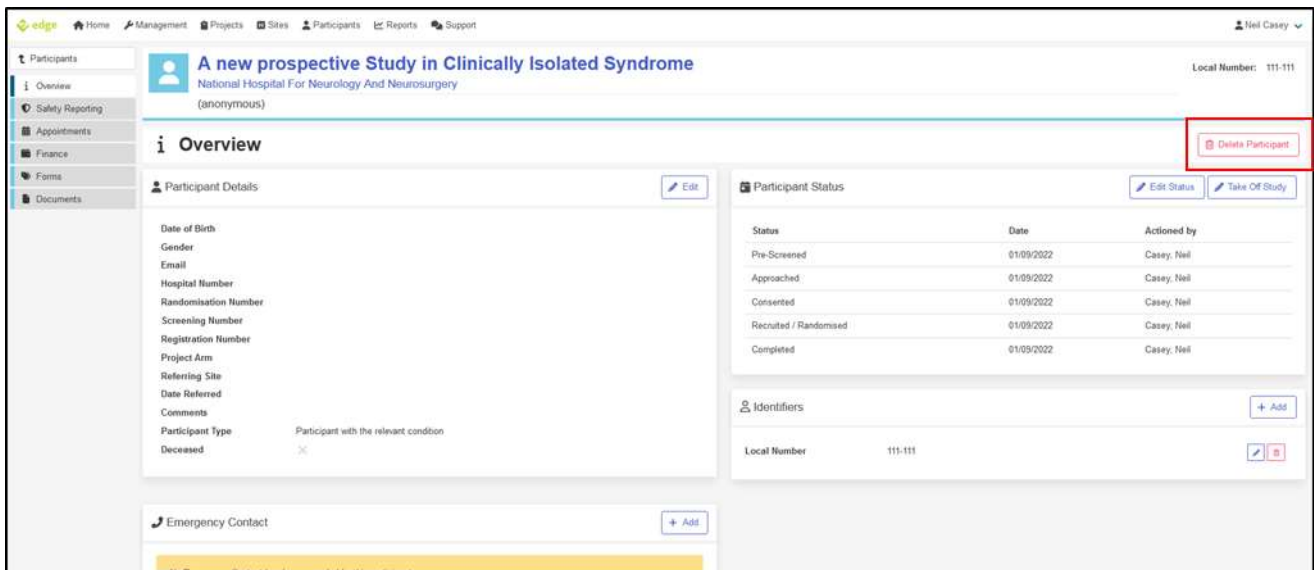 edge Home Management Projects Sites Participants Reports Support Neil Casey
Participants
Overview
Safety Reporting
Appointments
Finance
Forms
Documents
A new prospective Study in Clinically Isolated Syndrome
National Hospital For Neurology And Neurosurgery
(anonymous)
Local Number: 111-111
Overview
Delete Participant
Participant Details Edit
Date of Birth
Gender
Email
Hospital Number
Randomisation Number
Screening Number
Registration Number
Project Arm
Referring Site
Date Referred
Comments
Participant Type Participant with the relevant condition
Deceased
Emergency Contact + Add
Participant Status Edit Status Take Off Study
Status Date Actioned by
Pre-Screened 01/09/2022 Casey, Neil
Approached 01/09/2022 Casey, Neil
Consented 01/09/2022 Casey, Neil
Recruited / Randomised 01/09/2022 Casey, Neil
Completed 01/09/2022 Casey, Neil
Identifiers + Add
Local Number 111-111